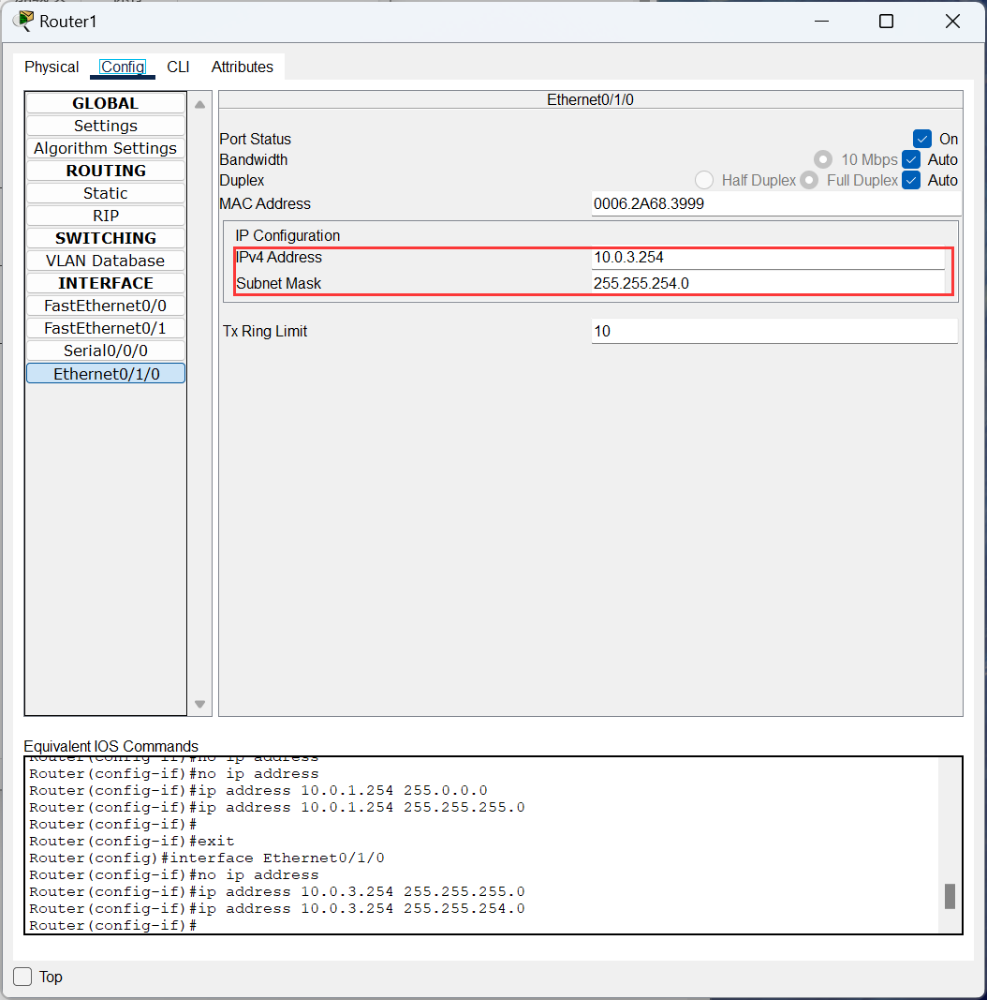 Router1
Physical Config CLI Attributes
GLOBAL
Settings
Algorithm Settings
ROUTING
Static
RIP
SWITCHING
VLAN Database
INTERFACE
FastEthernet0/0
FastEthernet0/1
Serial0/0/0
Ethernet0/1/0
Ethernet0/1/0
Port Status On
Bandwidth 10 Mbps Auto
Duplex Half Duplex Full Duplex Auto
MAC Address 0006.2A68.3999
IP Configuration
IPv4 Address 10.0.3.254
Subnet Mask 255.255.254.0
Tx Ring Limit 10
Equivalent IOS Commands
Router(config-if)#no ip address
Router(config-if)#no ip address
Router(config-if)#ip address 10.0.1.254 255.0.0.0
Router(config-if)#ip address 10.0.1.254 255.255.255.0
Router(config-if)#
Router(config-if)#exit
Router(config)#interface Ethernet0/1/0
Router(config-if)#no ip address
Router(config-if)#ip address 10.0.3.254 255.255.255.0
Router(config-if)#ip address 10.0.3.254 255.255.254.0
Router(config-if)#
Top